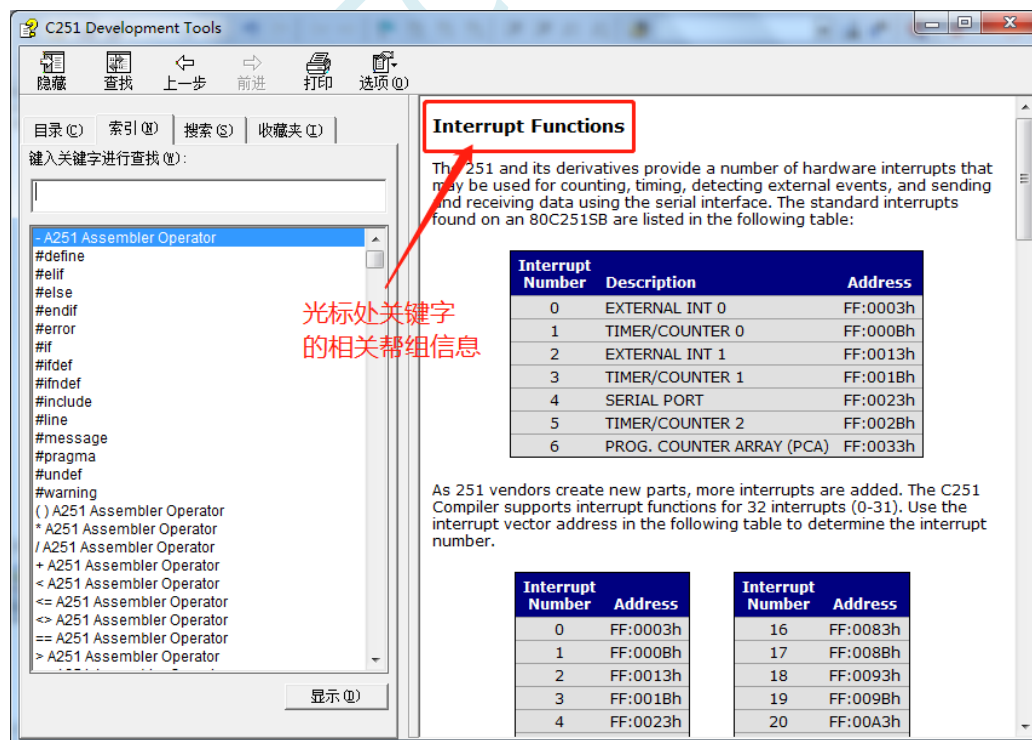 C251 Development Tools
隐藏 查找 上一步 前进 打印 选项(O)
目录(C) 索引(N) 搜索(S) 收藏夹(I)
键入关键字进行查找(W):
- A251 Assembler Operator
#define
#elif
#else
#endif
#error
#if
#ifdef
#ifndef
#include
#line
#message
#pragma
#undef
#warning
( ) A251 Assembler Operator
* A251 Assembler Operator
/ A251 Assembler Operator
+ A251 Assembler Operator
< A251 Assembler Operator
<= A251 Assembler Operator
<> A251 Assembler Operator
== A251 Assembler Operator
> A251 Assembler Operator
显示(D)
光标处关键字
的相关帮组信息
Interrupt Functions
The 251 and its derivatives provide a number of hardware interrupts that
may be used for counting, timing, detecting external events, and sending
and receiving data using the serial interface. The standard interrupts
found on an 80C251SB are listed in the following table:
Interrupt
Number Description Address
0 EXTERNAL INT 0 FF:0003h
1 TIMER/COUNTER 0 FF:000Bh
2 EXTERNAL INT 1 FF:0013h
3 TIMER/COUNTER 1 FF:001Bh
4 SERIAL PORT FF:0023h
5 TIMER/COUNTER 2 FF:002Bh
6 PROG. COUNTER ARRAY (PCA) FF:0033h
As 251 vendors create new parts, more interrupts are added. The C251
Compiler supports interrupt functions for 32 interrupts (0-31). Use the
interrupt vector address in the following table to determine the interrupt
number.
Interrupt Interrupt
Number Address Number Address
0 FF:0003h 16 FF:0083h
1 FF:000Bh 17 FF:008Bh
2 FF:0013h 18 FF:0093h
3 FF:001Bh 19 FF:009Bh
4 FF:0023h 20 FF:00A3h